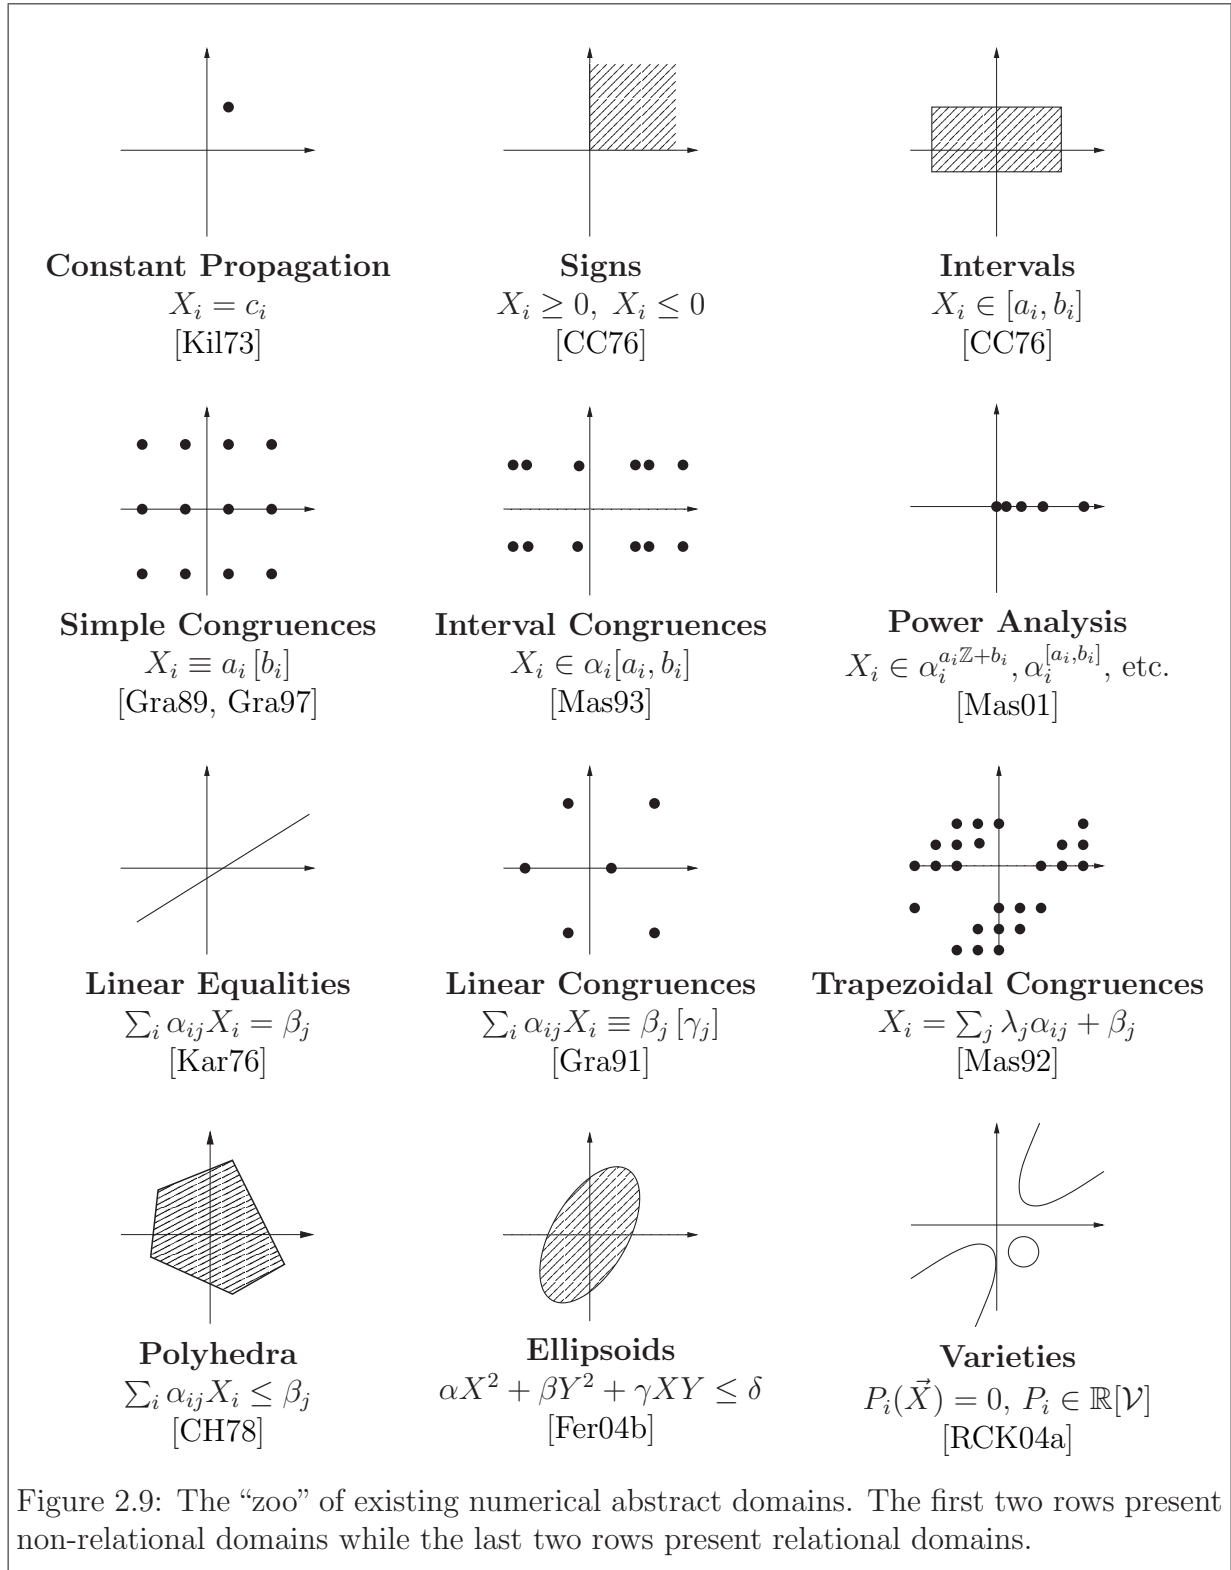 Constant Propagation
X_i = c_i
[Kil73]
Signs
X_i ≥ 0, X_i ≤ 0
[CC76]
Intervals
X_i ∈ [a_i, b_i]
[CC76]
Simple Congruences
X_i ≡ a_i [b_i]
[Gra89, Gra97]
Interval Congruences
X_i ∈ α_i[a_i, b_i]
[Mas93]
Power Analysis
X_i ∈ α_i^{a_iℤ+b_i}, α_i^{[a_i,b_i]}, etc.
[Mas01]
Linear Equalities
∑_i α_{ij}X_i = β_j
[Kar76]
Linear Congruences
∑_i α_{ij}X_i ≡ β_j [γ_j]
[Gra91]
Trapezoidal Congruences
X_i = ∑_j λ_jα_{ij} + β_j
[Mas92]
Polyhedra
∑_i α_{ij}X_i ≤ β_j
[CH78]
Ellipsoids
αX² + βY² + γXY ≤ δ
[Fer04b]
Varieties
P_i(X⃗) = 0, P_i ∈ ℝ[𝒱]
[RCK04a]
Figure 2.9: The “zoo” of existing numerical abstract domains. The first two rows present
non-relational domains while the last two rows present relational domains.